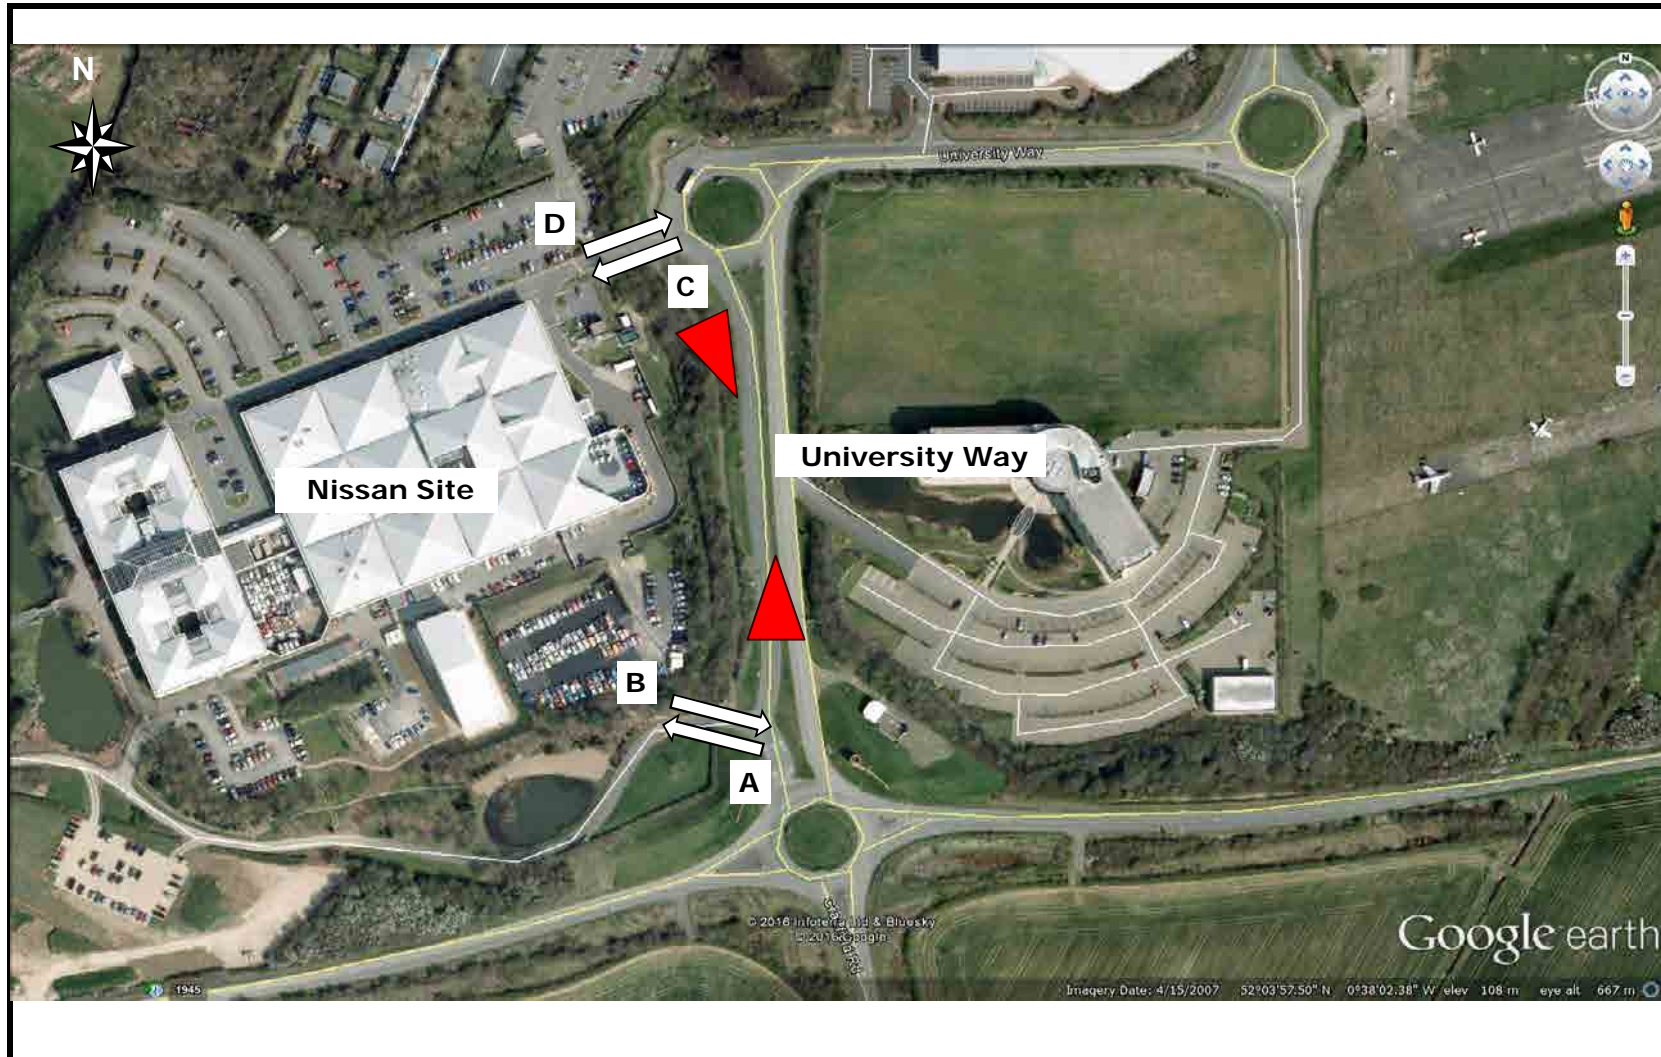 N
N
University Way
D
C
University Way
Nissan Site
B
A
© 2016 Infoterra Ltd & Bluesky
© 2016 Google
Google earth
1945
Imagery Date: 4/15/2007 52°03'57.50" N 0°38'02.38" W elev 108 m eye alt 667 m